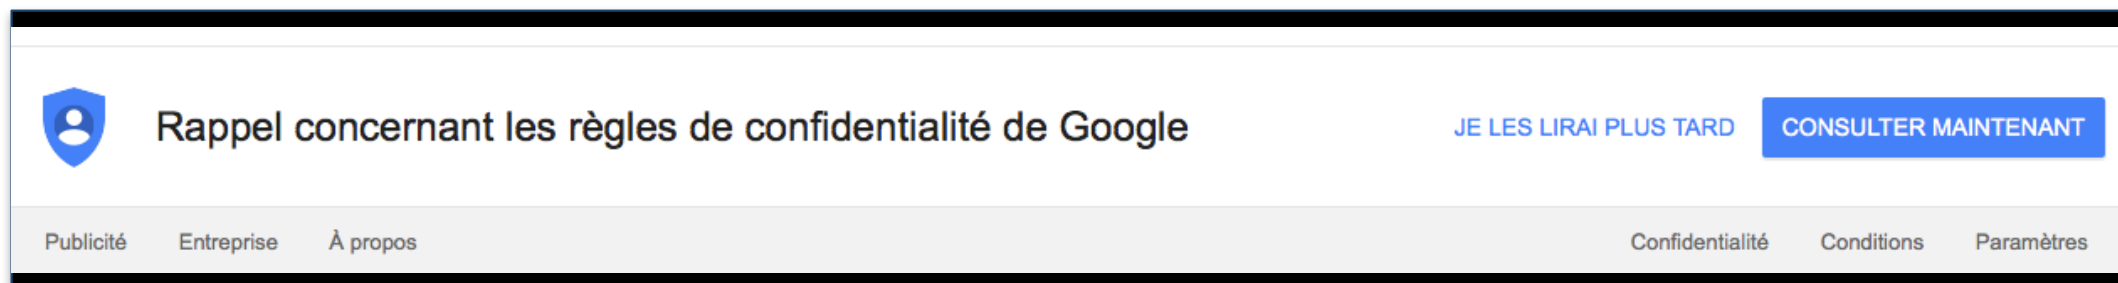 Rappel concernant les règles de confidentialité de Google
JE LES LIRAI PLUS TARD
CONSULTER MAINTENANT
Publicité Entreprise À propos
Confidentialité Conditions Paramètres